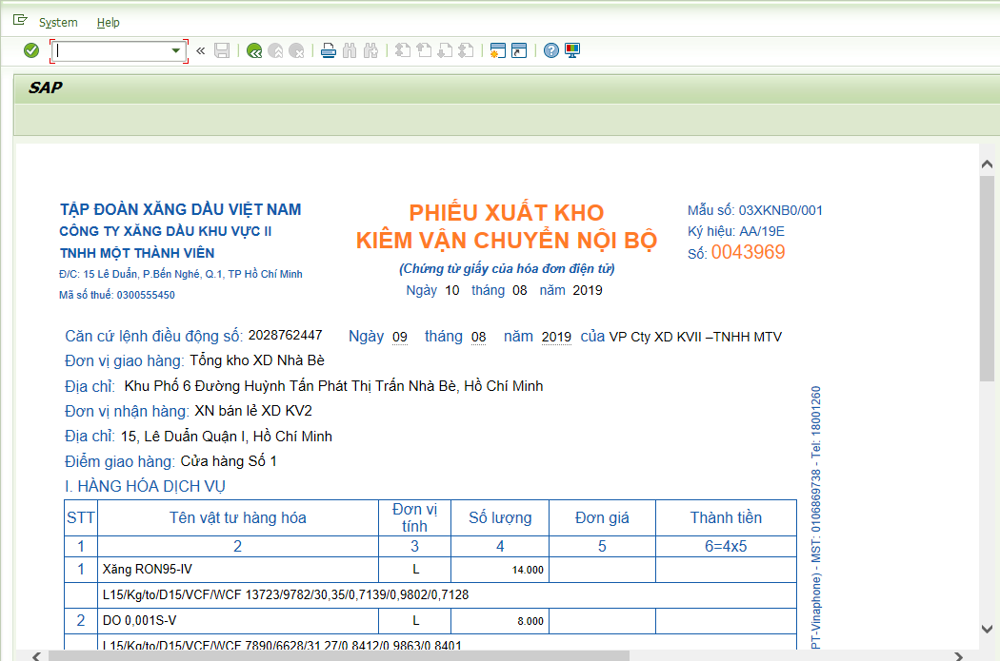 System Help
SAP
TẬP ĐOÀN XĂNG DẦU VIỆT NAM
CÔNG TY XĂNG DẦU KHU VỰC II
TNHH MỘT THÀNH VIÊN
Đ/C: 15 Lê Duẩn, P.Bến Nghé, Q.1, TP Hồ Chí Minh
Mã số thuế: 0300555450
PHIẾU XUẤT KHO
KIÊM VẬN CHUYỂN NỘI BỘ
(Chứng từ giấy của hóa đơn điện tử)
Ngày 10 tháng 08 năm 2019
Mẫu số: 03XKNB0/001
Ký hiệu: AA/19E
Số: 0043969
Căn cứ lệnh điều động số: 2028762447 Ngày 09 tháng 08 năm 2019 của VP Cty XD KVII –TNHH MTV
Đơn vị giao hàng: Tổng kho XD Nhà Bè
Địa chỉ: Khu Phố 6 Đường Huỳnh Tấn Phát Thị Trấn Nhà Bè, Hồ Chí Minh
Đơn vị nhận hàng: XN bán lẻ XD KV2
Địa chỉ: 15, Lê Duẩn Quận I, Hồ Chí Minh
Điểm giao hàng: Cửa hàng Số 1
I. HÀNG HÓA DỊCH VỤ
STT Tên vật tư hàng hóa Đơn vị tính Số lượng Đơn giá Thành tiền
1 2 3 4 5 6=4x5
1 Xăng RON95-IV L 14.000
L15/Kg/to/D15/VCF/WCF 13723/9782/30,35/0,7139/0,9802/0,7128
2 DO 0,001S-V L 8.000
L15/Kg/to/D15/VCF/WCF 7890/6628/31,27/0,8412/0,9863/0,8401
PT-Vinaphone) - MST: 0106869738 - Tel: 18001260